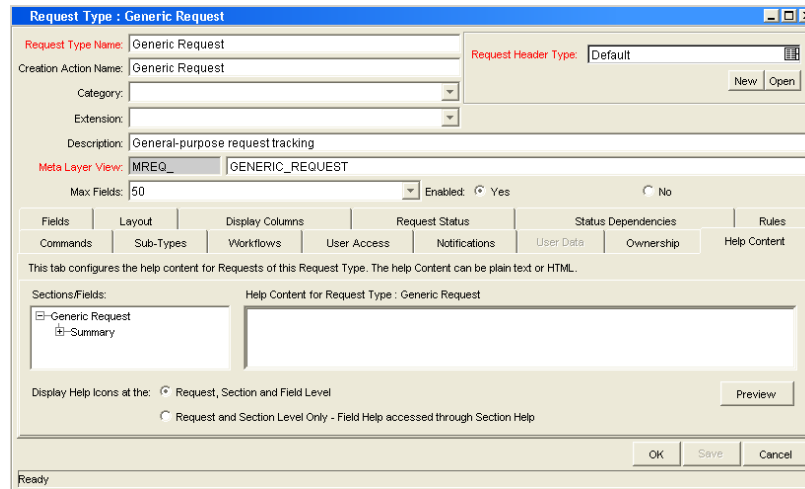 Request Type : Generic Request
Request Type Name: Generic Request
Request Header Type: Default
Creation Action Name: Generic Request
New Open
Category:
Extension:
Description: General-purpose request tracking
Meta Layer View: MREQ_ GENERIC_REQUEST
Max Fields: 50 Enabled: Yes No
Fields Layout Display Columns Request Status Status Dependencies Rules
Commands Sub-Types Workflows User Access Notifications User Data Ownership Help Content
This tab configures the help content for Requests of this Request Type. The help Content can be plain text or HTML.
Sections/Fields: Help Content for Request Type : Generic Request
Generic Request
Summary
Display Help Icons at the: Request, Section and Field Level
Preview
Request and Section Level Only - Field Help accessed through Section Help
OK Save Cancel
Ready